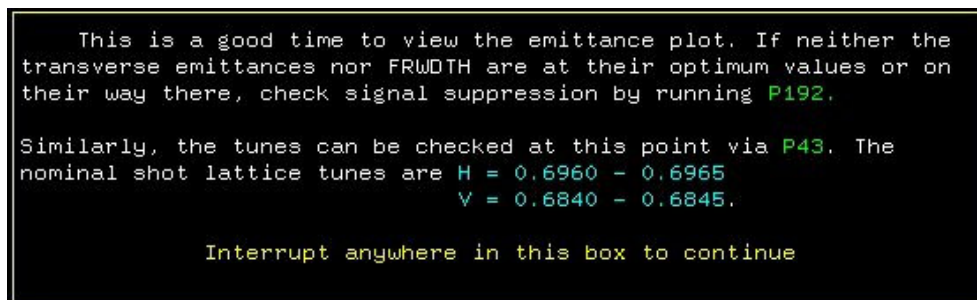 This is a good time to view the emittance plot. If neither the
transverse emittances nor FRWDTH are at their optimum values or on
their way there, check signal suppression by running P192.
Similarly, the tunes can be checked at this point via P43. The
nominal shot lattice tunes are H = 0.6960 - 0.6965
V = 0.6840 - 0.6845.
Interrupt anywhere in this box to continue